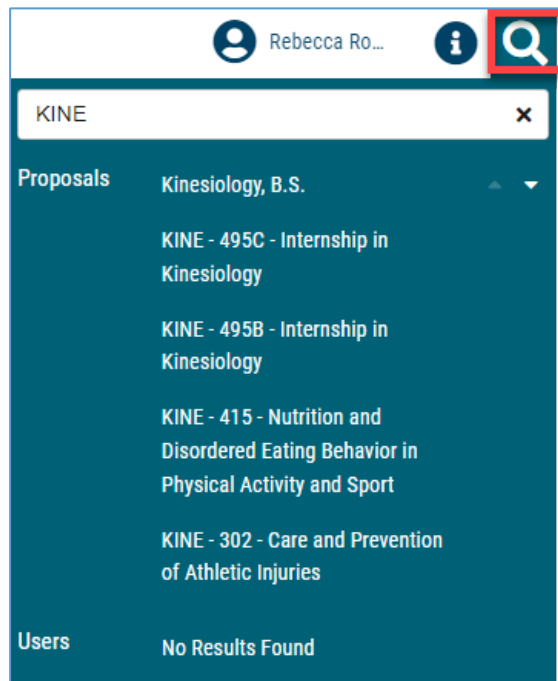 Rebecca Ro...
KINE
Proposals
Kinesiology, B.S.
KINE - 495C - Internship in
Kinesiology
KINE - 495B - Internship in
Kinesiology
KINE - 415 - Nutrition and
Disordered Eating Behavior in
Physical Activity and Sport
KINE - 302 - Care and Prevention
of Athletic Injuries
Users
No Results Found